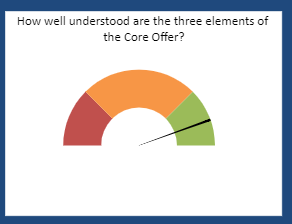 How well understood are the three elements of
the Core Offer?